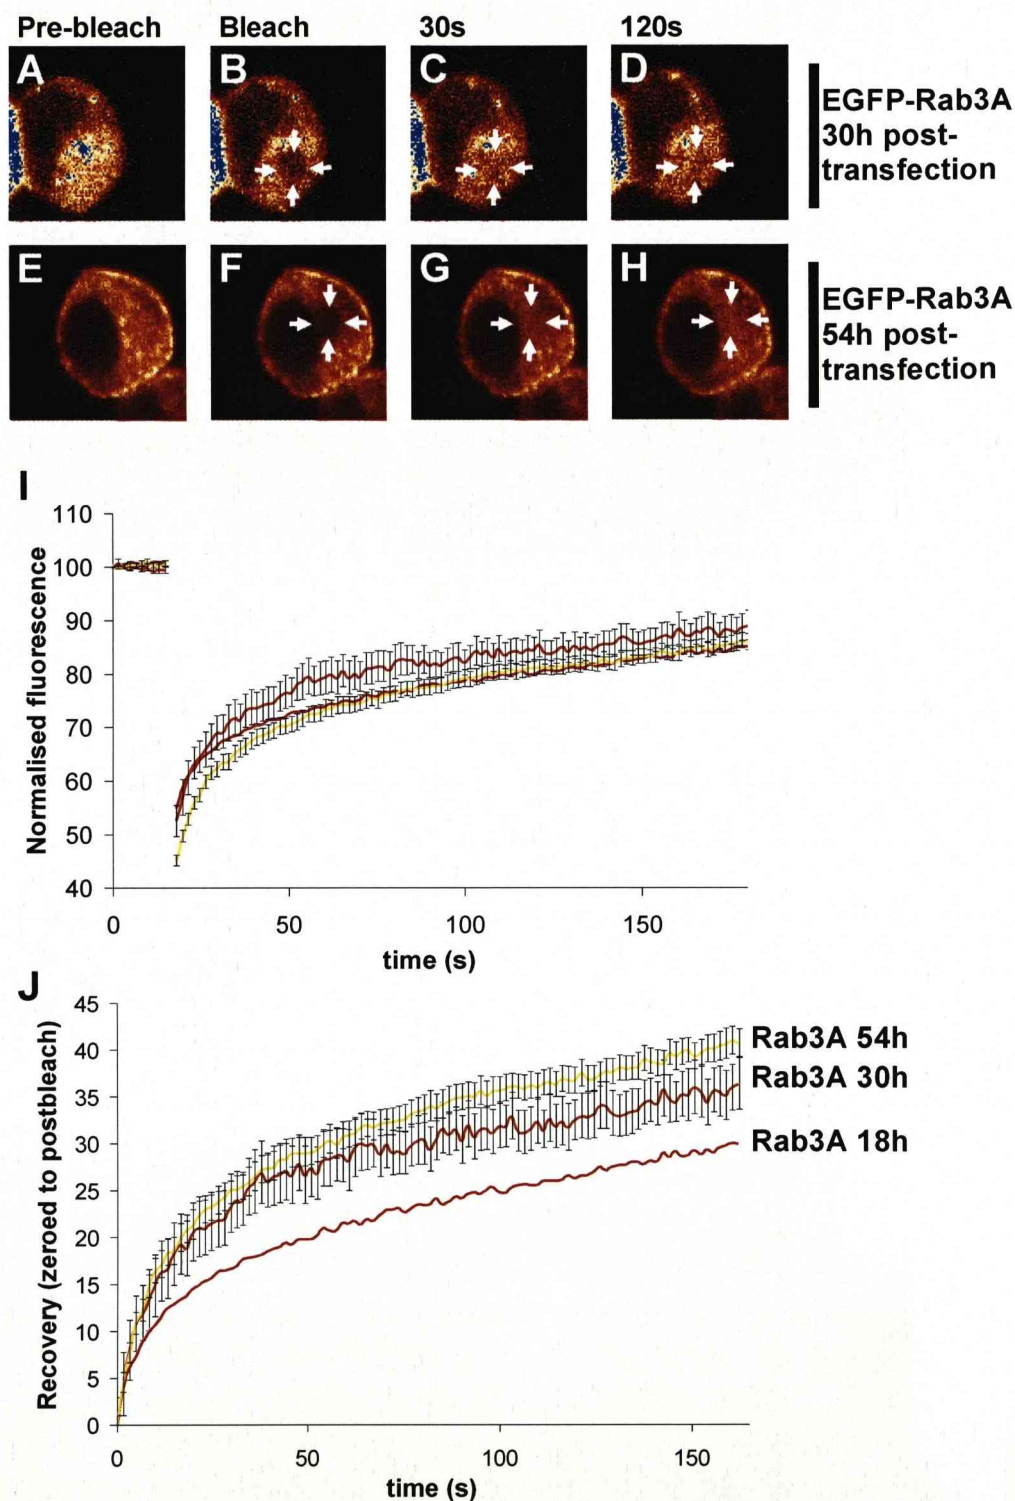 Pre-bleach Bleach 30s 120s
A B C D
EGFP-Rab3A
30h post-
transfection
E F G H
EGFP-Rab3A
54h post-
transfection
I
110
100
90
80
70
60
50
40
Normalised fluorescence
0 50 100 150
time (s)
J
45
40
35
30
25
20
15
10
5
0
Recovery (zeroed to postbleach)
Rab3A 54h
Rab3A 30h
Rab3A 18h
0 50 100 150
time (s)